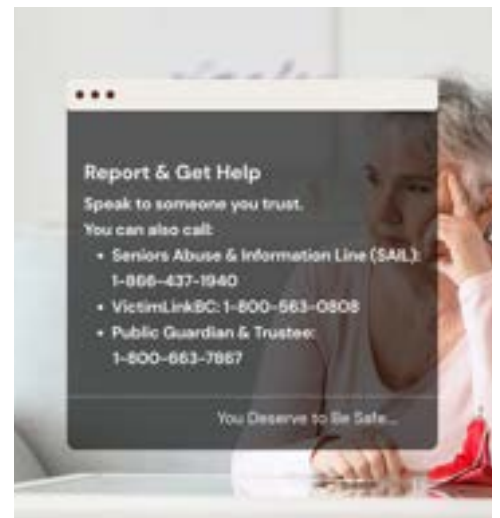 Report & Get Help
Speak to someone you trust.
You can also call:
• Seniors Abuse & Information Line (SAIL):
1-866-437-1940
• VictimLinkBC: 1-800-563-0808
• Public Guardian & Trustee:
1-800-663-7867
You Deserve to Be Safe...